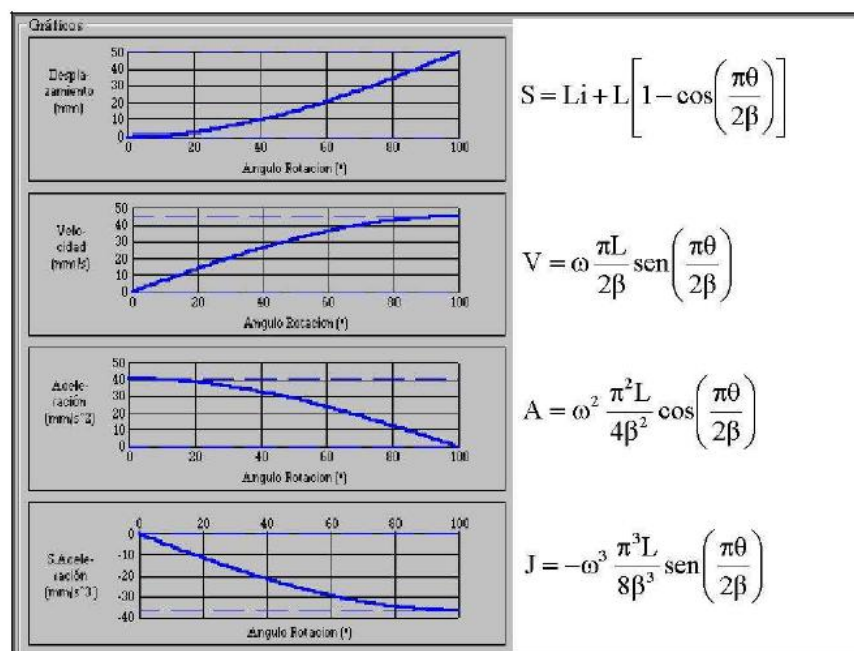 Gráficos
Despla-
zamiento
(mm)
50
40
30
20
10
0
0 20 40 60 80 100
Angulo Rotacion (°)
S = Li + L[1 − cos(πθ/2β)]
Velo-
cidad
(mm/s)
50
40
30
20
10
0
0 20 40 60 80 100
Angulo Rotacion (°)
V = ω πL/2β sen(πθ/2β)
Acele-
ración
(mm/s^2)
50
40
30
20
10
0
0 20 40 60 80 100
Angulo Rotacion (°)
A = ω² π²L/4β² cos(πθ/2β)
0 20 40 60 80 100
S.Acele-
ración
(mm/s^3)
0
-10
-20
-30
-40
Angulo Rotacion (°)
J = −ω³ π³L/8β³ sen(πθ/2β)